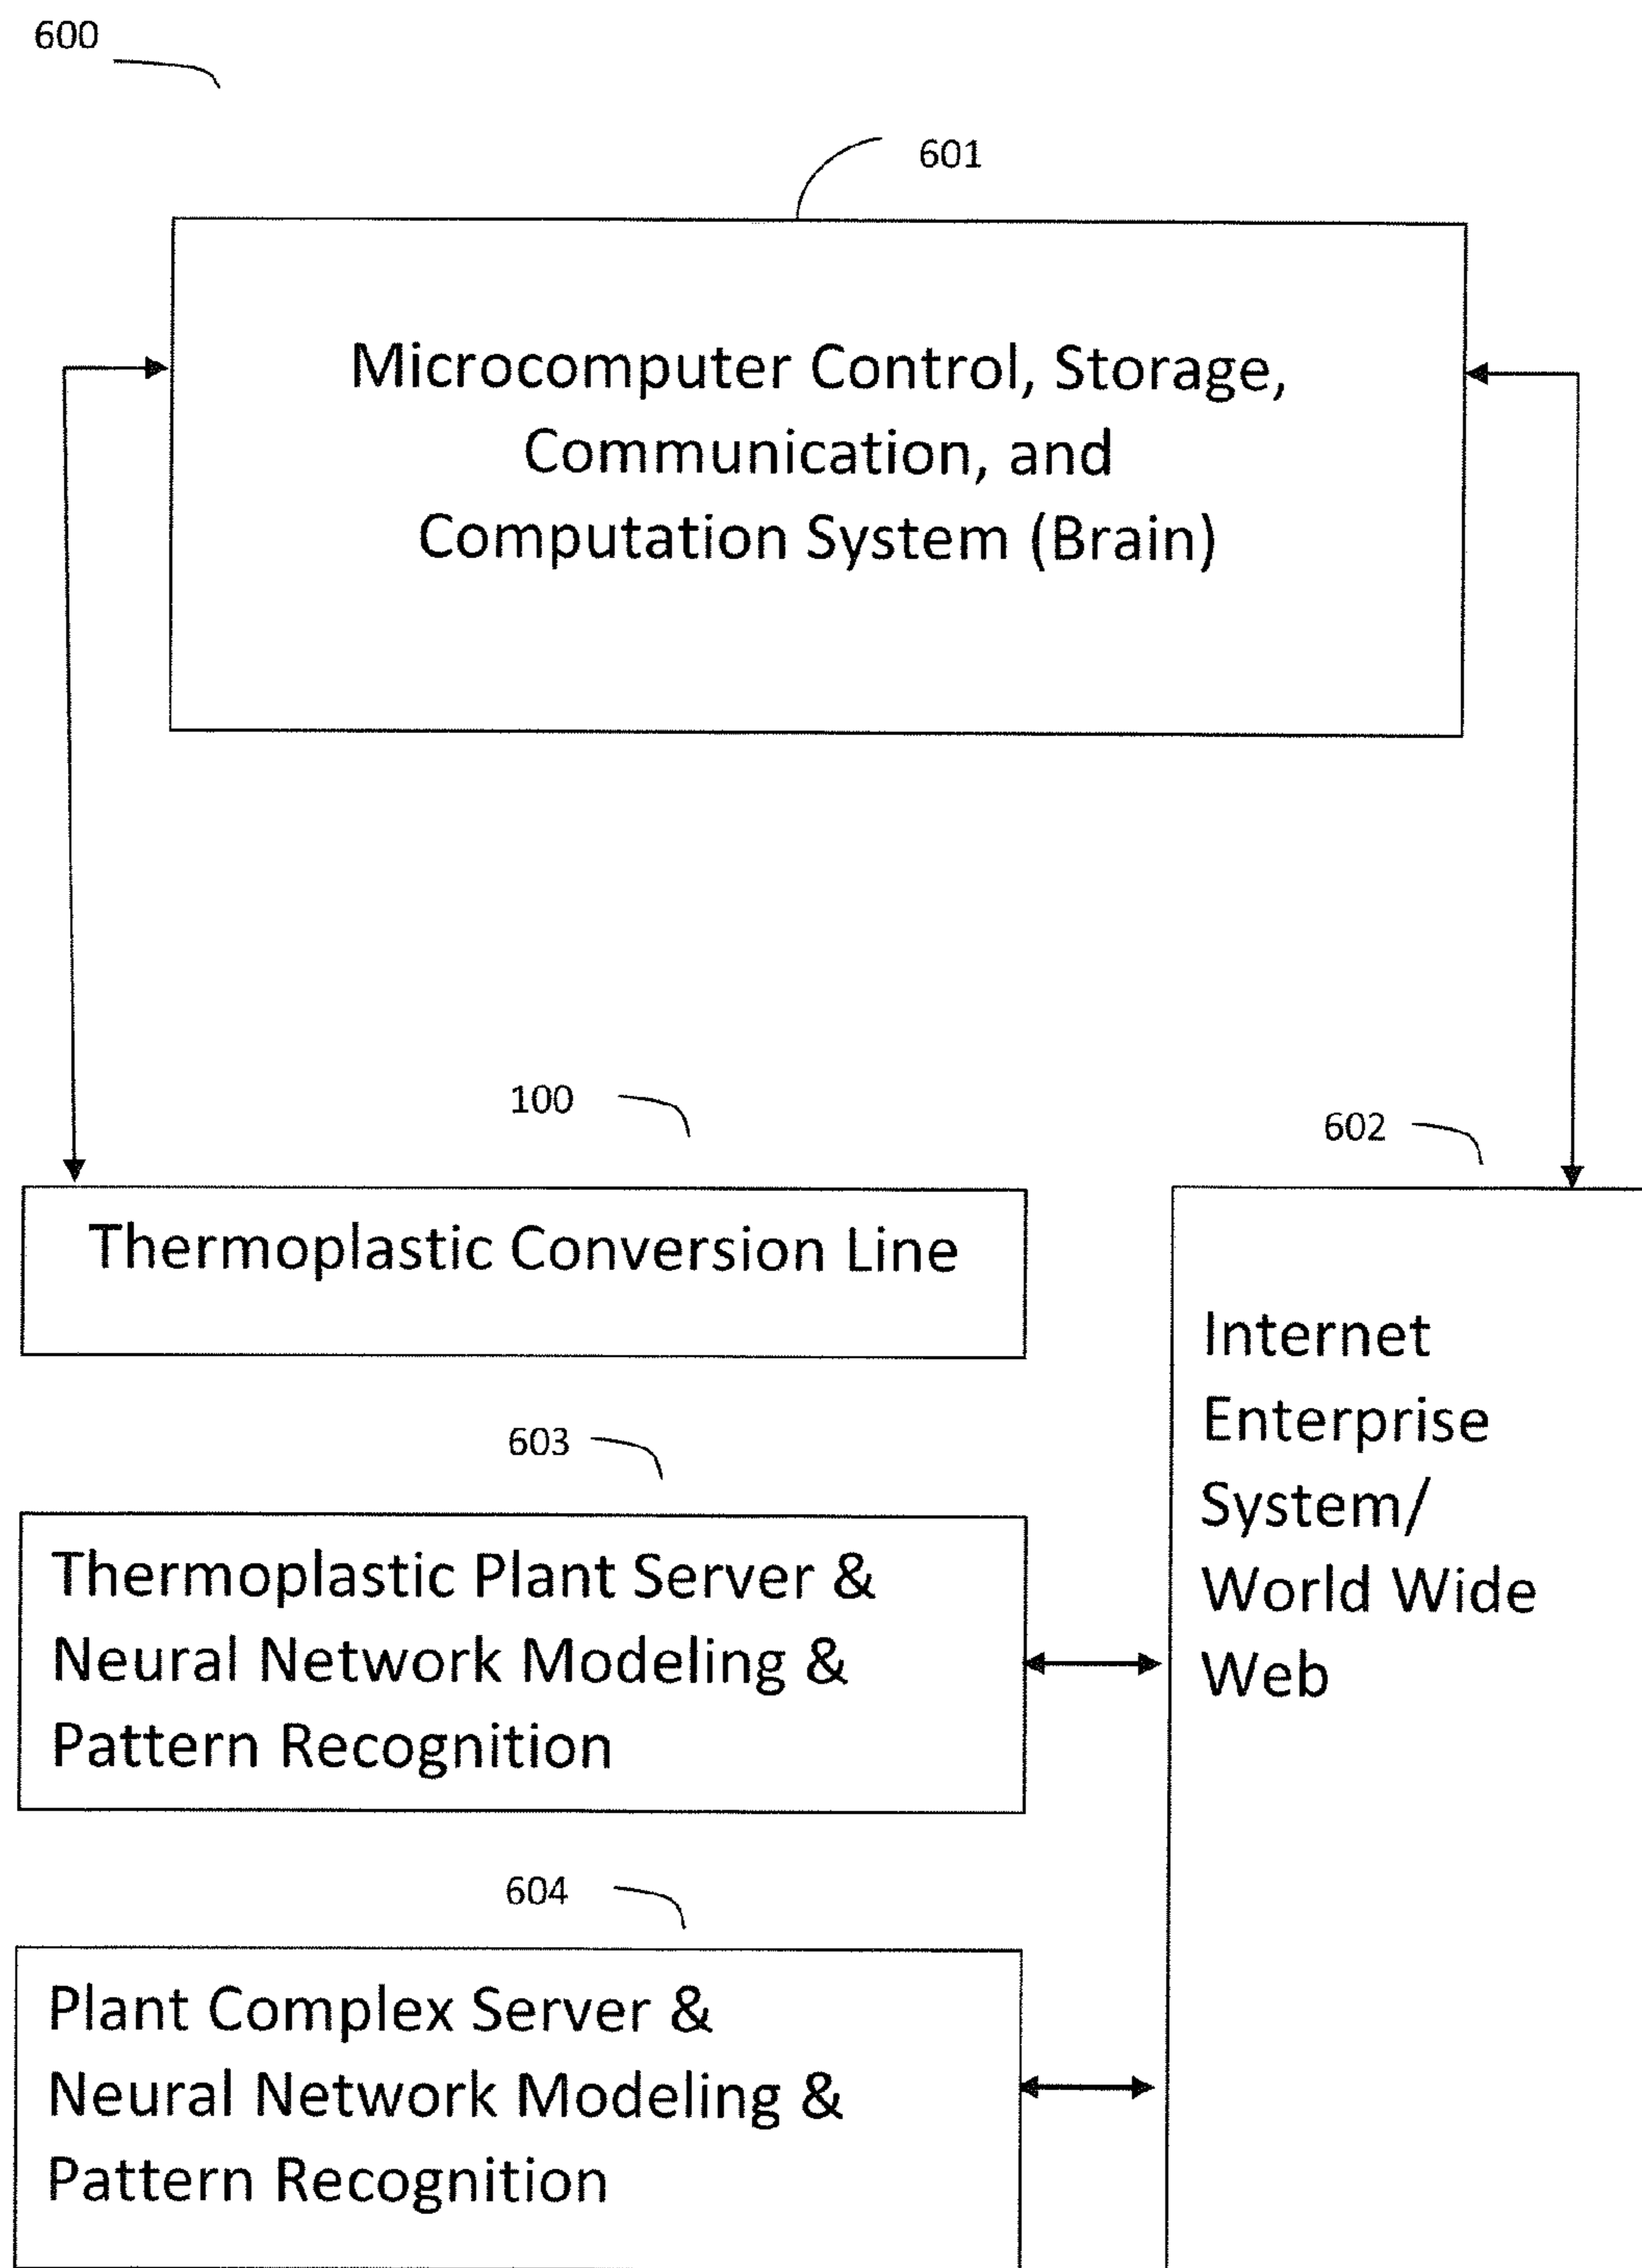 600
601
Microcomputer Control, Storage,
Communication, and
Computation System (Brain)
100
Thermoplastic Conversion Line
602
Internet
Enterprise
System/
World Wide
Web
603
Thermoplastic Plant Server &
Neural Network Modeling &
Pattern Recognition
604
Plant Complex Server &
Neural Network Modeling &
Pattern Recognition